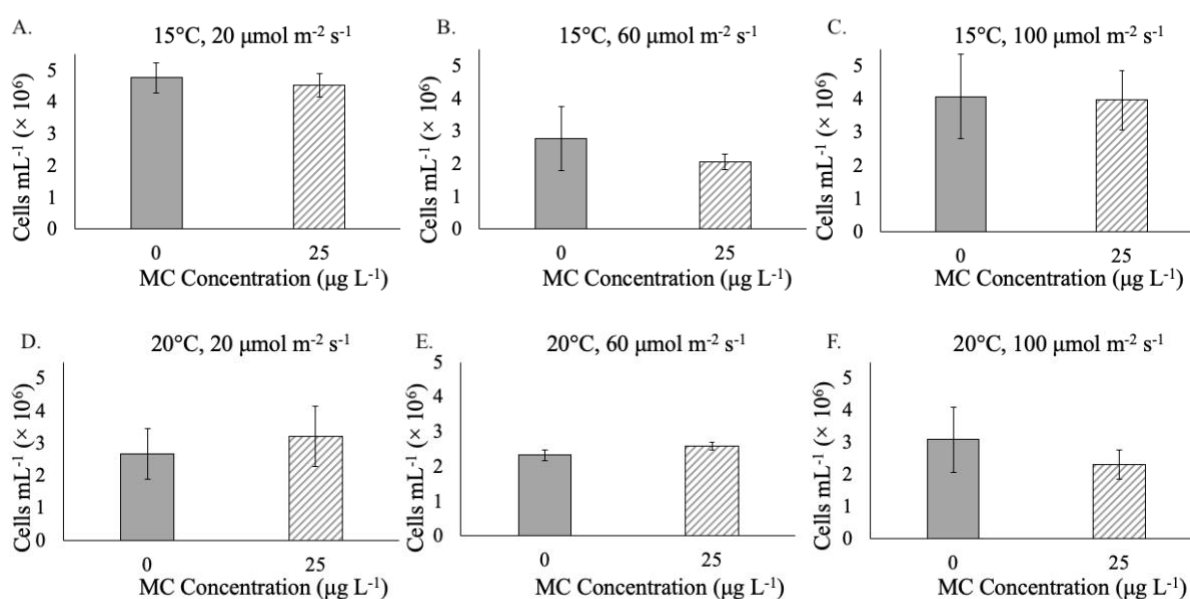 A.
15°C, 20 μmol m⁻² s⁻¹
Cells mL⁻¹ (× 10⁶)
5
4
3
2
1
0
0 25
MC Concentration (μg L⁻¹)
B.
15°C, 60 μmol m⁻² s⁻¹
Cells mL⁻¹ (× 10⁶)
5
4
3
2
1
0
0 25
MC Concentration (μg L⁻¹)
C.
15°C, 100 μmol m⁻² s⁻¹
Cells mL⁻¹ (× 10⁶)
5
4
3
2
1
0
0 25
MC Concentration (μg L⁻¹)
D.
20°C, 20 μmol m⁻² s⁻¹
Cells mL⁻¹ (× 10⁶)
5
4
3
2
1
0
0 25
MC Concentration (μg L⁻¹)
E.
20°C, 60 μmol m⁻² s⁻¹
Cells mL⁻¹ (× 10⁶)
5
4
3
2
1
0
0 25
MC Concentration (μg L⁻¹)
F.
20°C, 100 μmol m⁻² s⁻¹
Cells mL⁻¹ (× 10⁶)
5
4
3
2
1
0
0 25
MC Concentration (μg L⁻¹)